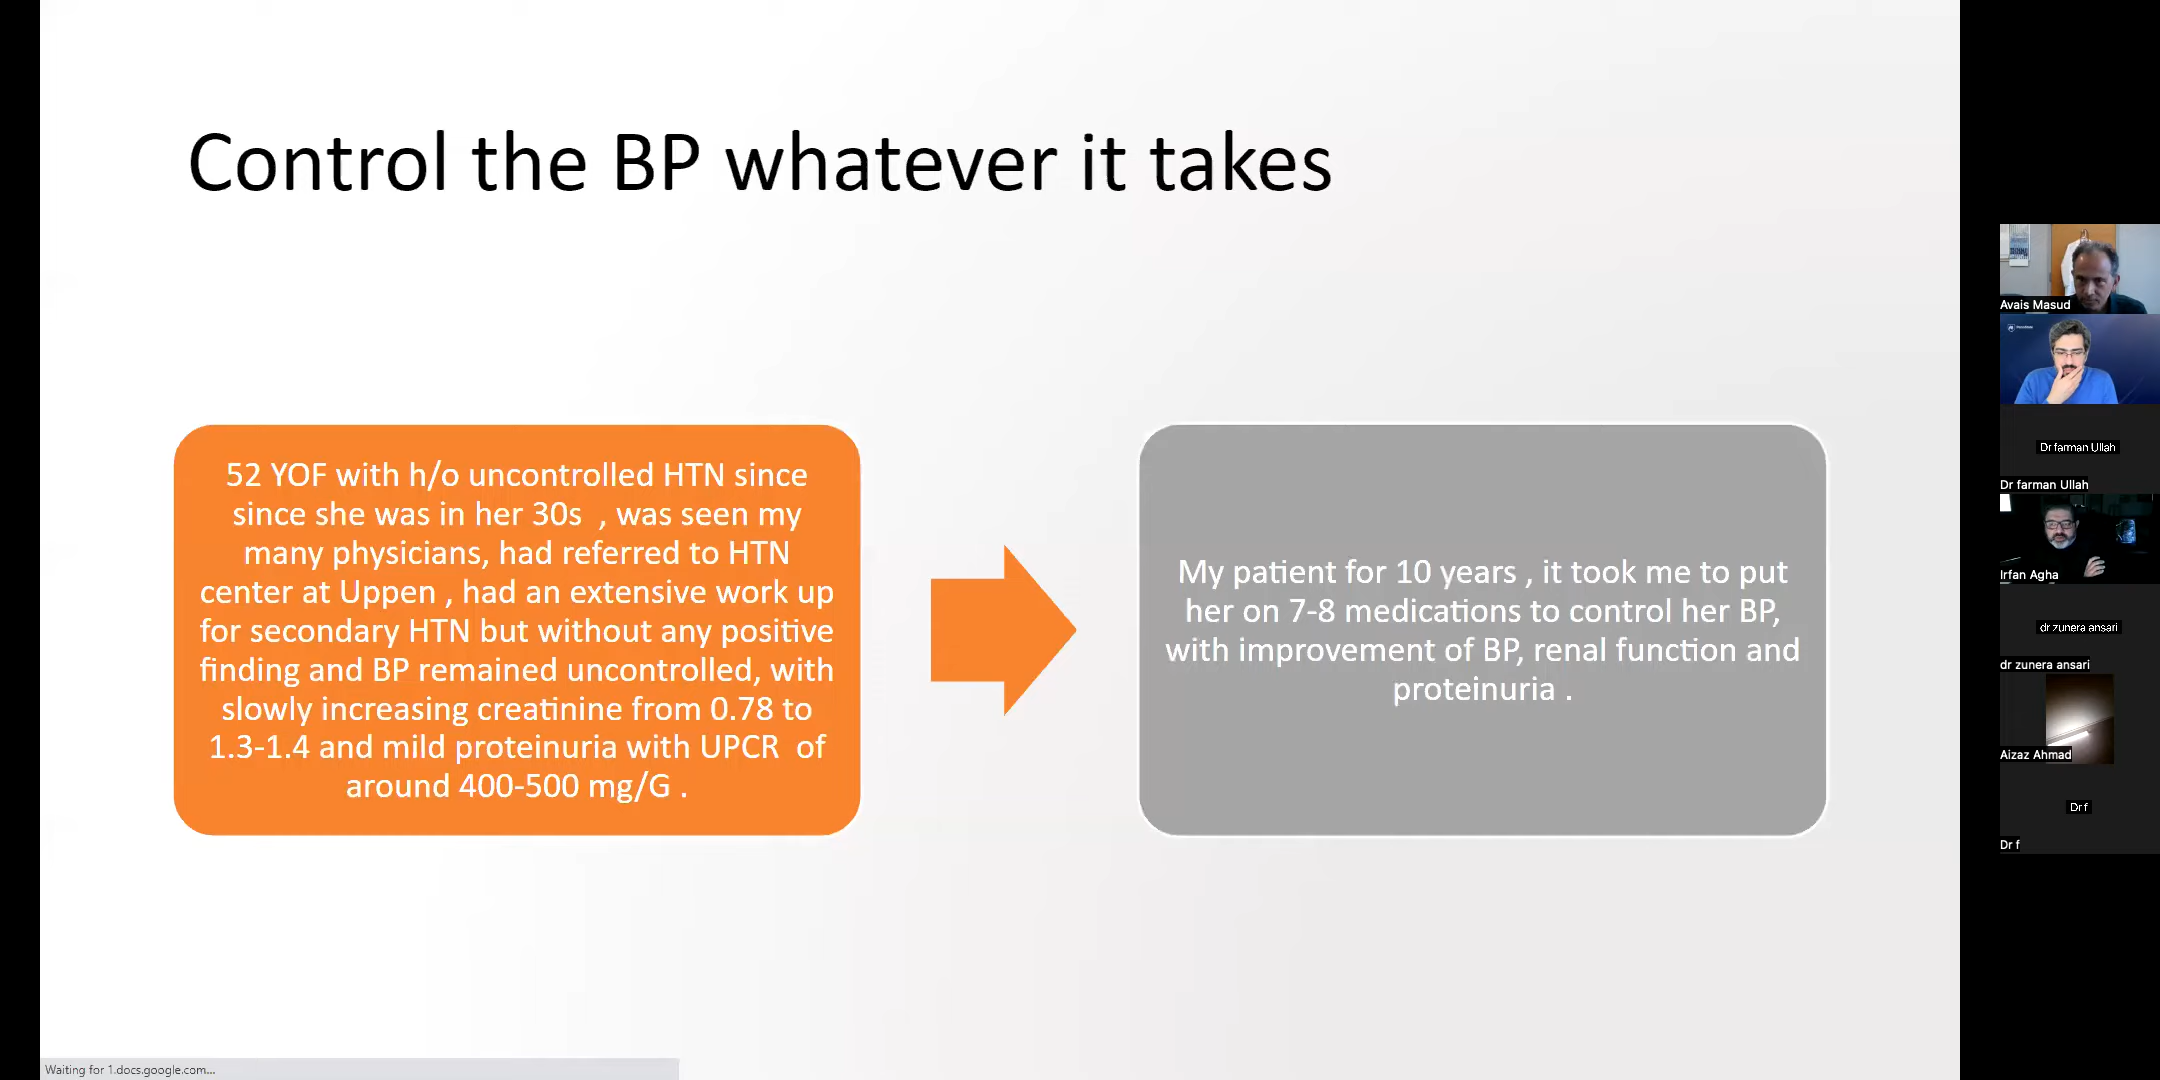 Control the BP whatever it takes
52 YOF with h/o uncontrolled HTN since
since she was in her 30s , was seen my
many physicians, had referred to HTN
center at Uppen , had an extensive work up
for secondary HTN but without any positive
finding and BP remained uncontrolled, with
slowly increasing creatinine from 0.78 to
1.3-1.4 and mild proteinuria with UPCR of
around 400-500 mg/G .
My patient for 10 years , it took me to put
her on 7-8 medications to control her BP,
with improvement of BP, renal function and
proteinuria .
Avais Masud
Dr farman Ullah
Dr farman Ullah
Irfan Agha
dr zunera ansari
dr zunera ansari
Aizaz Ahmad
Dr f
Dr f
Waiting for 1.docs.google.com...